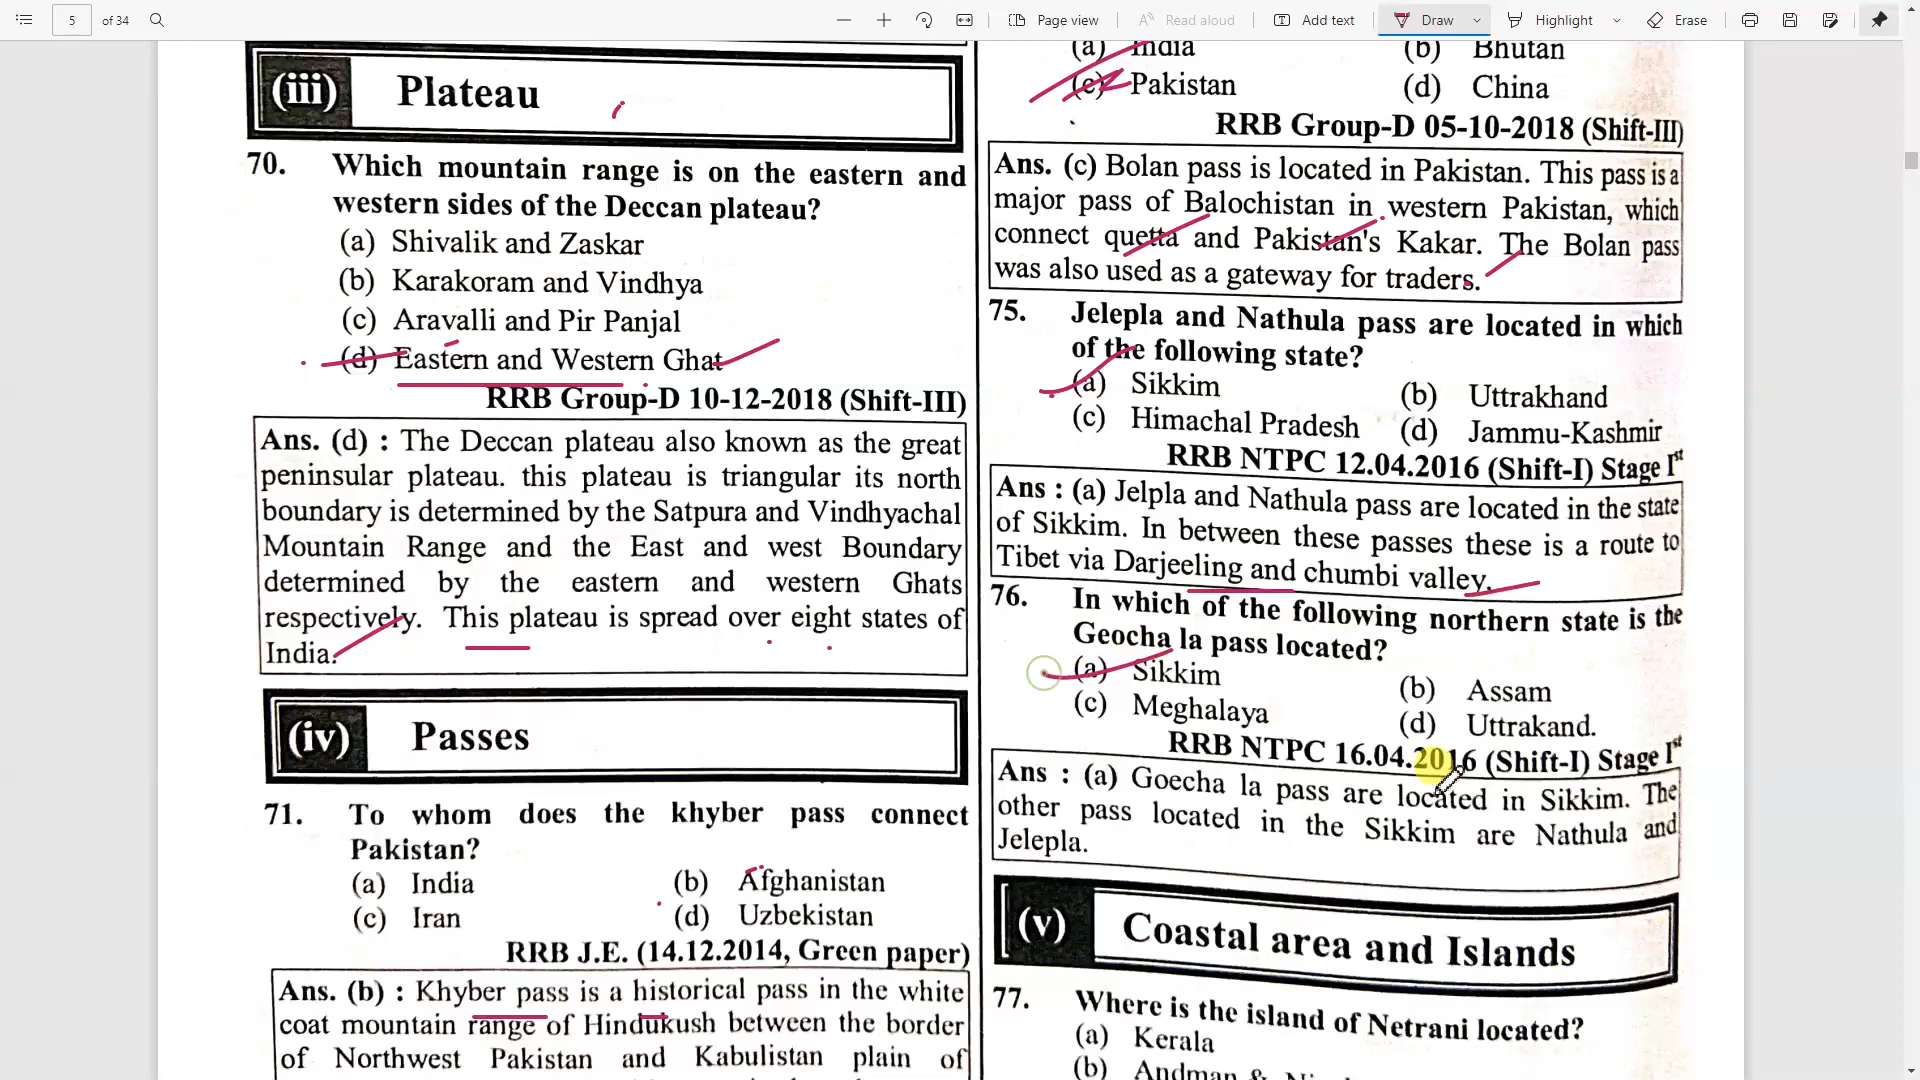 5 of 34 Page view Read aloud Add text Draw Highlight Erase
(iii) Plateau
70. Which mountain range is on the eastern and
western sides of the Deccan plateau?
(a) Shivalik and Zaskar
(b) Karakoram and Vindhya
(c) Aravalli and Pir Panjal
(d) Eastern and Western Ghat
RRB Group-D 10-12-2018 (Shift-III)
Ans. (d) : The Deccan plateau also known as the great
peninsular plateau. this plateau is triangular its north
boundary is determined by the Satpura and Vindhyachal
Mountain Range and the East and west Boundary
determined by the eastern and western Ghats
respectively. This plateau is spread over eight states of
India.
(iv) Passes
71. To whom does the khyber pass connect
Pakistan?
(a) India (b) Afghanistan
(c) Iran (d) Uzbekistan
RRB J.E. (14.12.2014, Green paper)
Ans. (b) : Khyber pass is a historical pass in the white
coat mountain range of Hindukush between the border
of Northwest Pakistan and Kabulistan plain of
(a) India (b) Bhutan
(c) Pakistan (d) China
RRB Group-D 05-10-2018 (Shift-III)
Ans. (c) Bolan pass is located in Pakistan. This pass is a
major pass of Balochistan in western Pakistan, which
connect quetta and Pakistan's Kakar. The Bolan pass
was also used as a gateway for traders.
75. Jelepla and Nathula pass are located in which
of the following state?
(a) Sikkim (b) Uttrakhand
(c) Himachal Pradesh (d) Jammu-Kashmir
RRB NTPC 12.04.2016 (Shift-I) Stage Ist
Ans : (a) Jelpla and Nathula pass are located in the state
of Sikkim. In between these passes these is a route to
Tibet via Darjeeling and chumbi valley.
76. In which of the following northern state is the
Geocha la pass located?
(a) Sikkim (b) Assam
(c) Meghalaya (d) Uttrakand.
RRB NTPC 16.04.2016 (Shift-I) Stage Ist
Ans : (a) Goecha la pass are located in Sikkim. The
other pass located in the Sikkim are Nathula and
Jelepla.
(v) Coastal area and Islands
77. Where is the island of Netrani located?
(a) Kerala
(b) Andman &